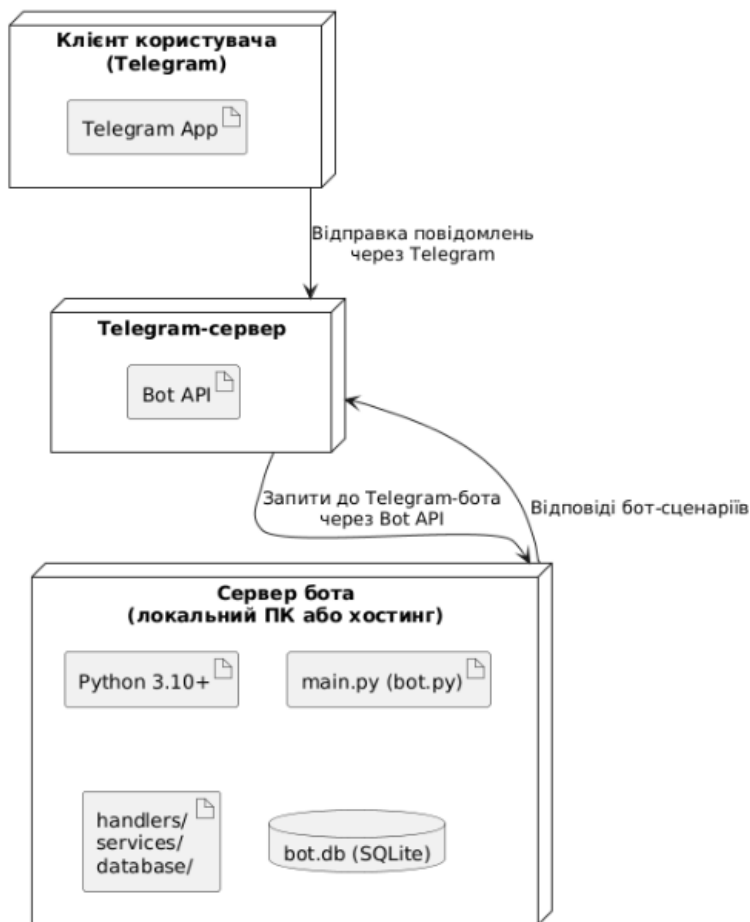 Клієнт користувача
(Telegram)
Telegram App
Відправка повідомлень
через Telegram
Telegram-сервер
Bot API
Запити до Telegram-бота
через Bot API
Відповіді бот-сценаріїв
Сервер бота
(локальний ПК або хостинг)
Python 3.10+
main.py (bot.py)
handlers/
services/
database/
bot.db (SQLite)